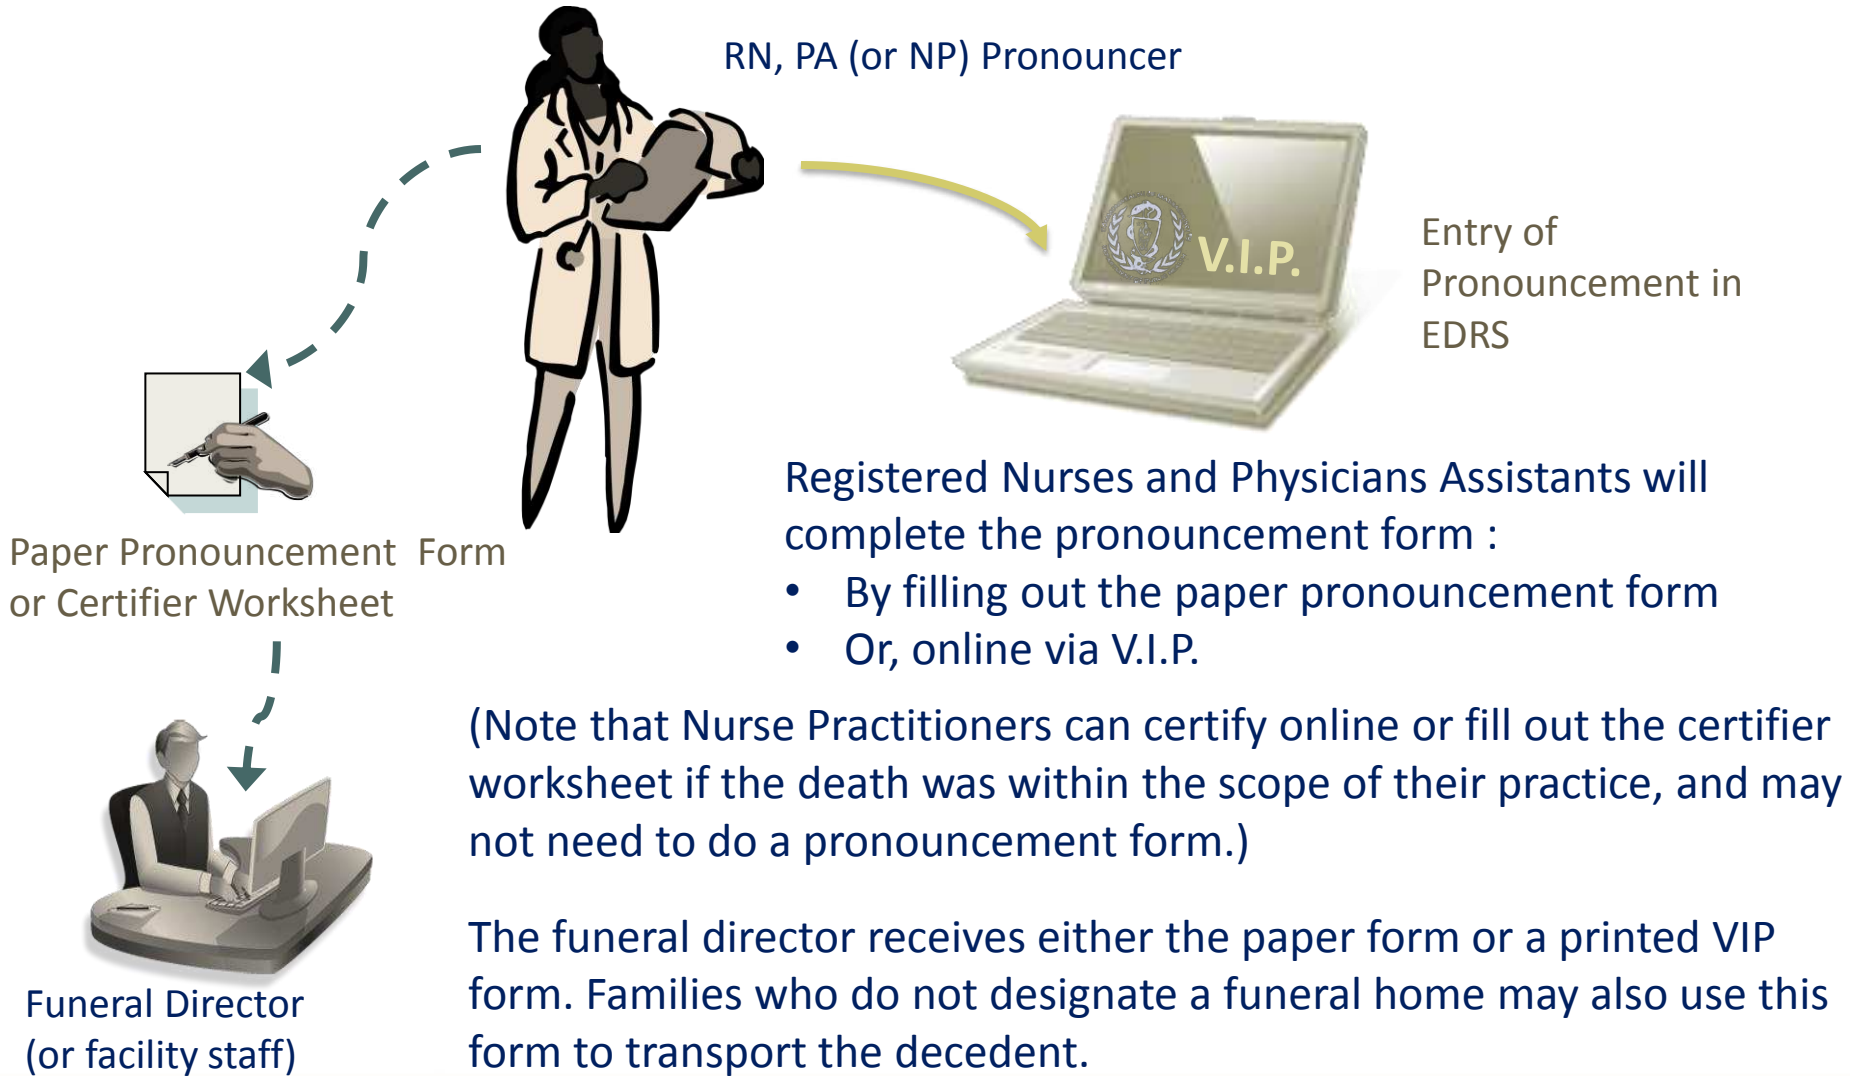 RN, PA (or NP) Pronouncer
V.I.P.
Entry of
Pronouncement in
EDRS
Paper Pronouncement  Form
or Certifier Worksheet
Registered Nurses and Physicians Assistants will
complete the pronouncement form :
• By filling out the paper pronouncement form
• Or, online via V.I.P.
(Note that Nurse Practitioners can certify online or fill out the certifier
worksheet if the death was within the scope of their practice, and may
not need to do a pronouncement form.)
The funeral director receives either the paper form or a printed VIP
form. Families who do not designate a funeral home may also use this
form to transport the decedent.
Funeral Director
(or facility staff)